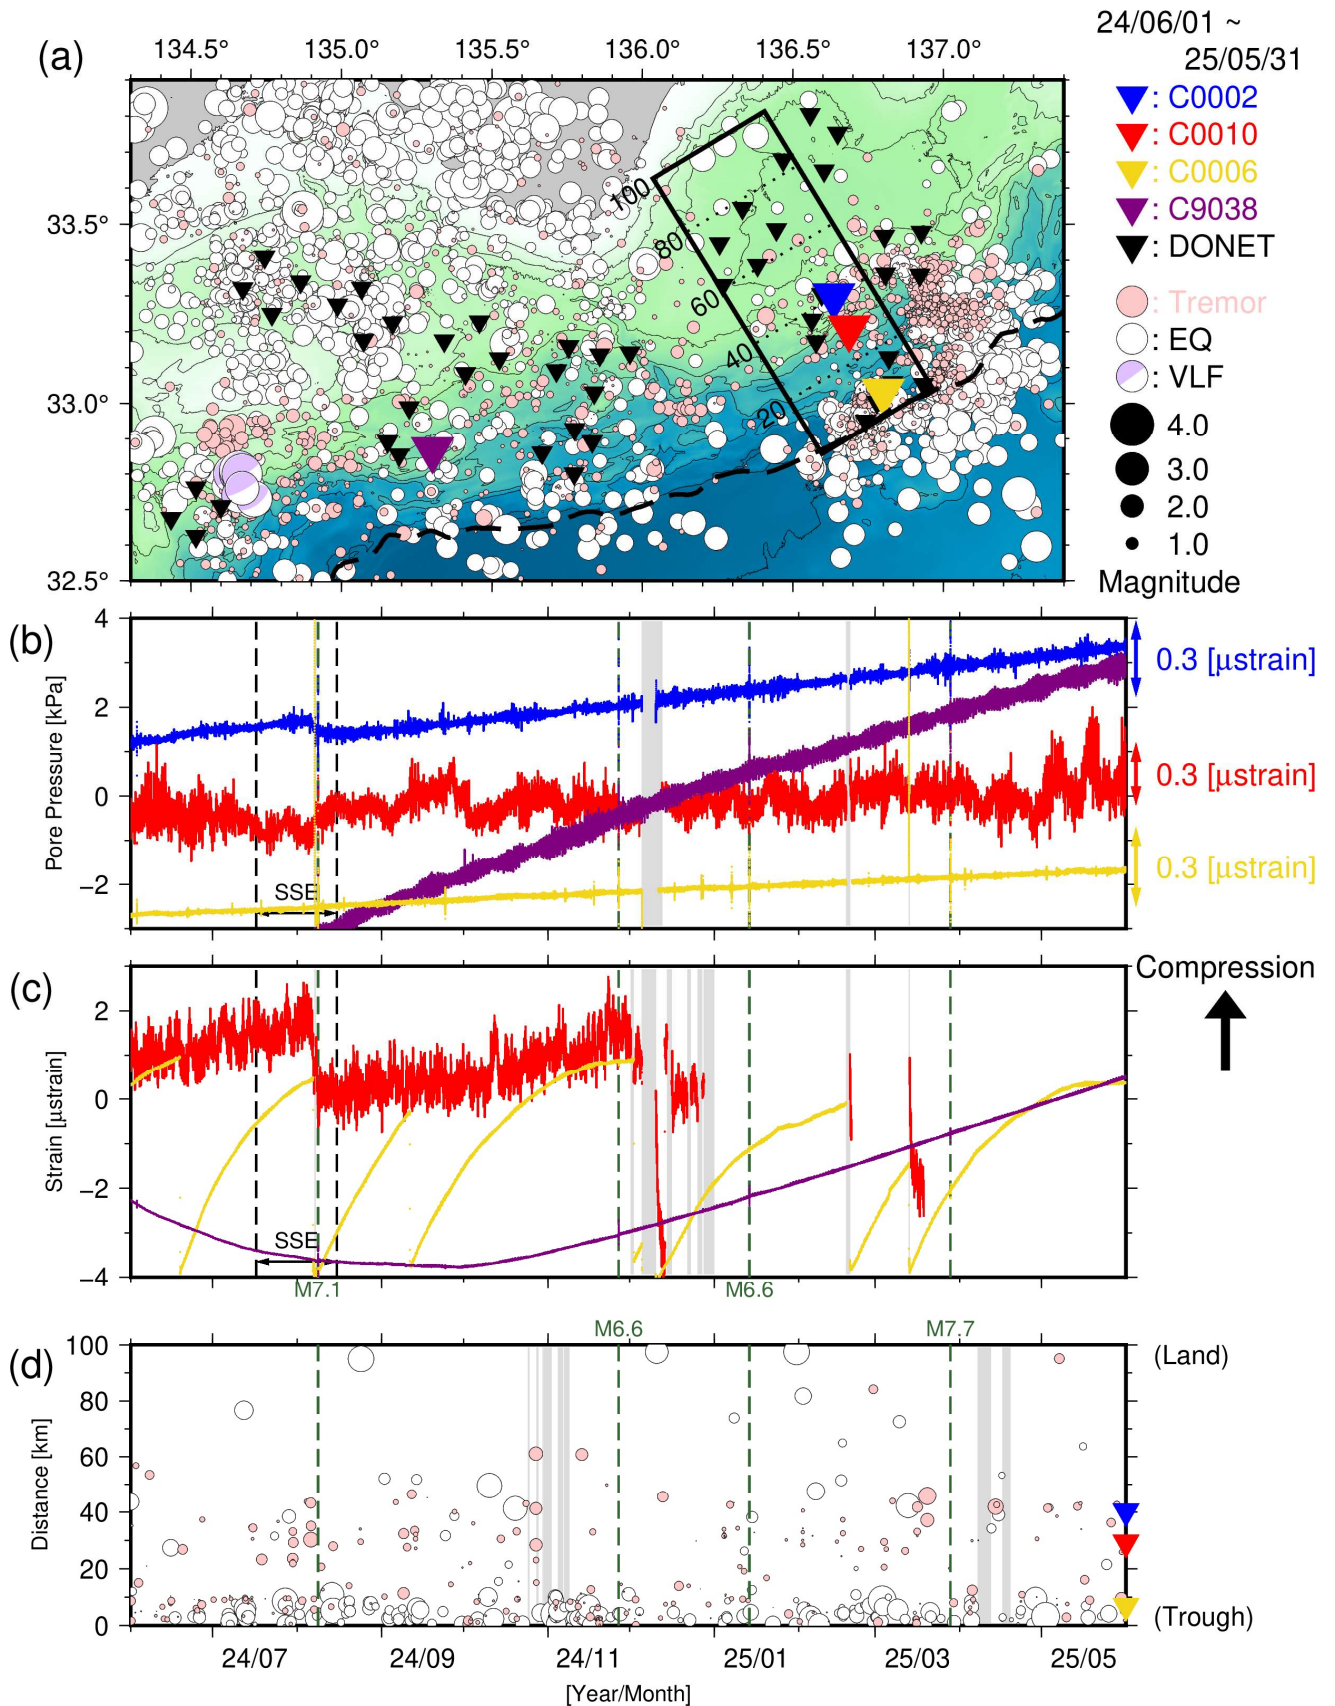 24/06/01 ~
25/05/31
(a)
134.5° 135.0° 135.5° 136.0° 136.5° 137.0°
33.5°
33.0°
32.5°
100
80
60
40
20
: C0002
: C0010
: C0006
: C9038
: DONET
: Tremor
: EQ
: VLF
4.0
3.0
2.0
1.0
Magnitude
(b)
Pore Pressure [kPa]
4
2
0
−2
SSE
0.3 [μstrain]
0.3 [μstrain]
0.3 [μstrain]
(c)
Strain [μstrain]
2
0
−2
−4
SSE
Compression
M7.1
M6.6
M6.6
M7.7
(d)
Distance [km]
100
80
60
40
20
0
(Land)
(Trough)
24/07 24/09 24/11 25/01 25/03 25/05
[Year/Month]